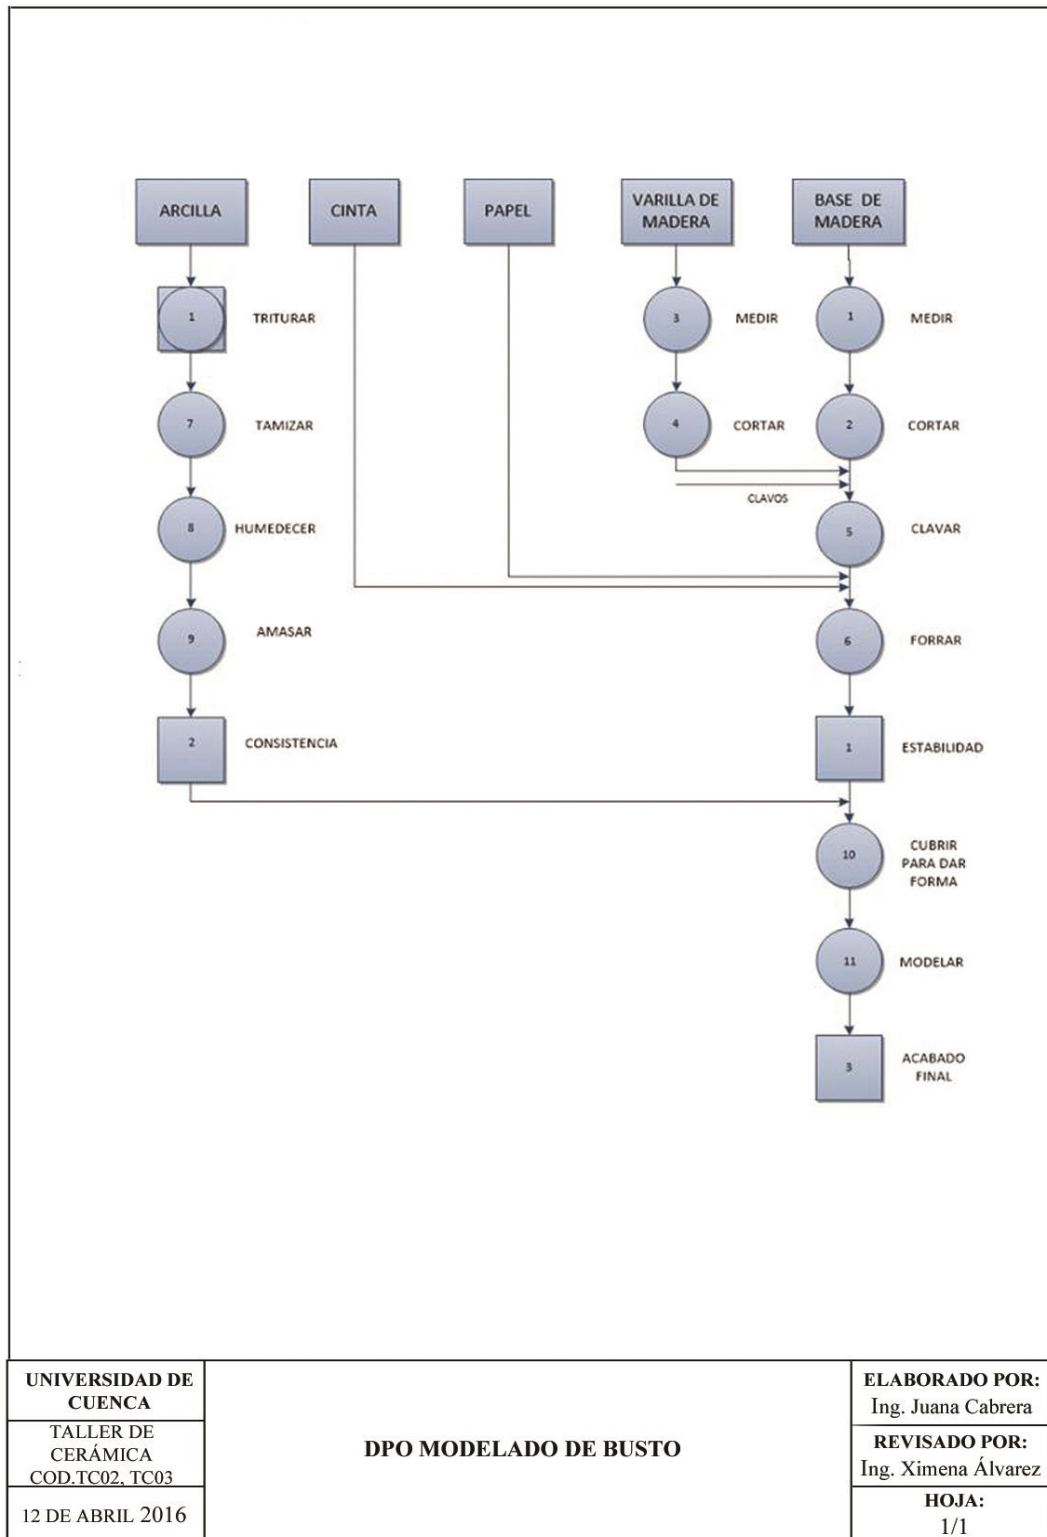 ARCILLA
CINTA
PAPEL
VARILLA DE
MADERA
BASE DE
MADERA
1
TRITURAR
3
MEDIR
1
MEDIR
7
TAMIZAR
4
CORTAR
2
CORTAR
CLAVOS
8
HUMEDECER
5
CLAVAR
9
AMASAR
6
FORRAR
2
CONSISTENCIA
1
ESTABILIDAD
10
CUBRIR
PARA DAR
FORMA
11
MODELAR
3
ACABADO
FINAL
UNIVERSIDAD DE
CUENCA
TALLER DE
CERÁMICA
COD.TC02, TC03
12 DE ABRIL 2016
DPO MODELADO DE BUSTO
ELABORADO POR:
Ing. Juana Cabrera
REVISADO POR:
Ing. Ximena Álvarez
HOJA:
1/1